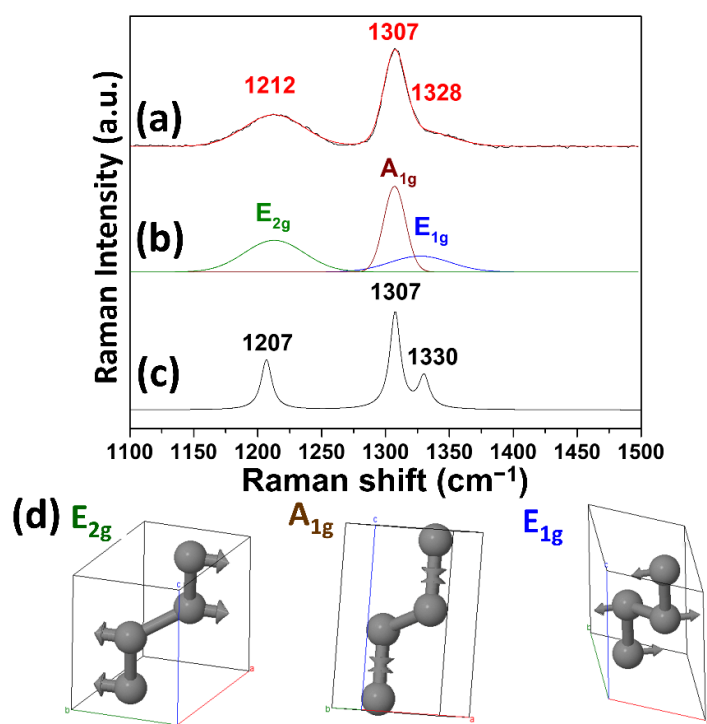 Raman Intensity (a.u.)
(a)
1212
1307
1328
(b)
E2g
A1g
E1g
(c)
1207
1307
1330
1100 1150 1200 1250 1300 1350 1400 1450 1500
Raman shift (cm⁻¹)
(d)
E2g
A1g
E1g
c
b
a
c
b
a
c
b